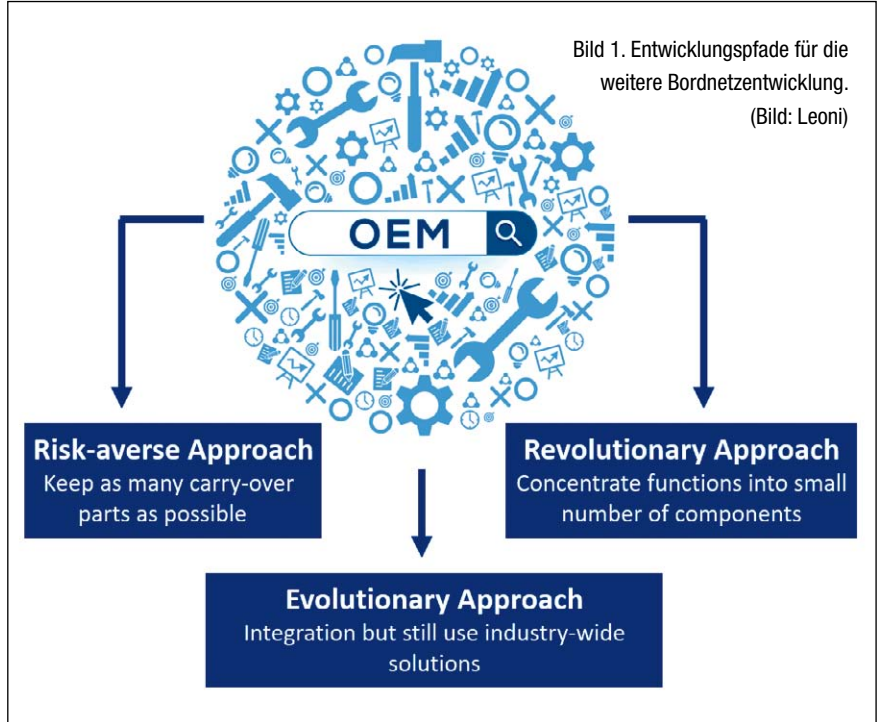 Bild 1. Entwicklungspfade für die
weitere Bordnetzentwicklung.
(Bild: Leoni)
OEM
Risk-averse Approach
Keep as many carry-over
parts as possible
Revolutionary Approach
Concentrate functions into small
number of components
Evolutionary Approach
Integration but still use industry-wide
solutions